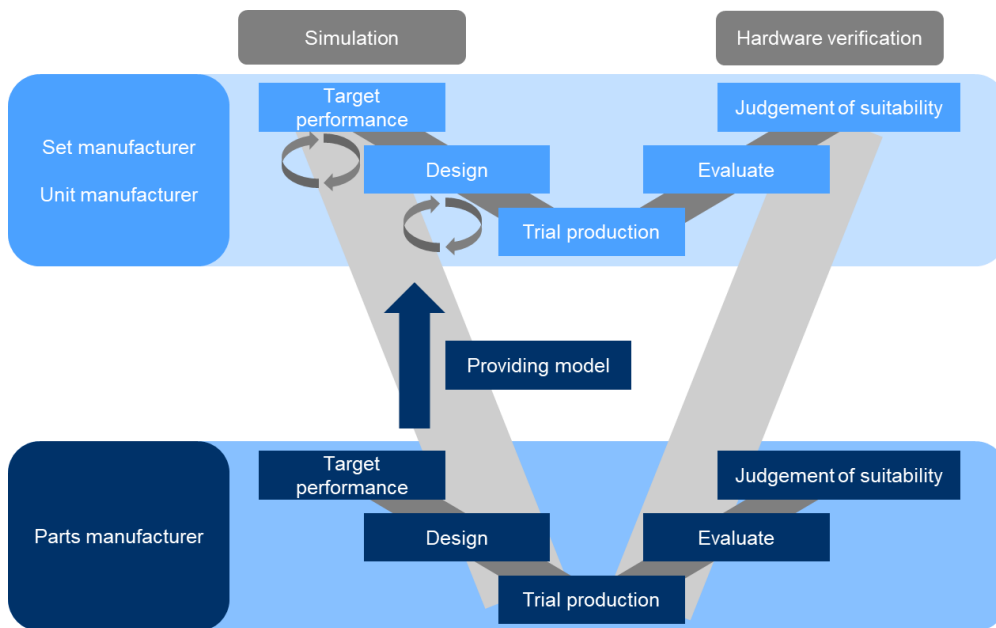 Simulation
Hardware verification
Set manufacturer
Unit manufacturer
Target
performance
Design
Trial production
Evaluate
Judgement of suitability
Providing model
Parts manufacturer
Target
performance
Design
Trial production
Evaluate
Judgement of suitability